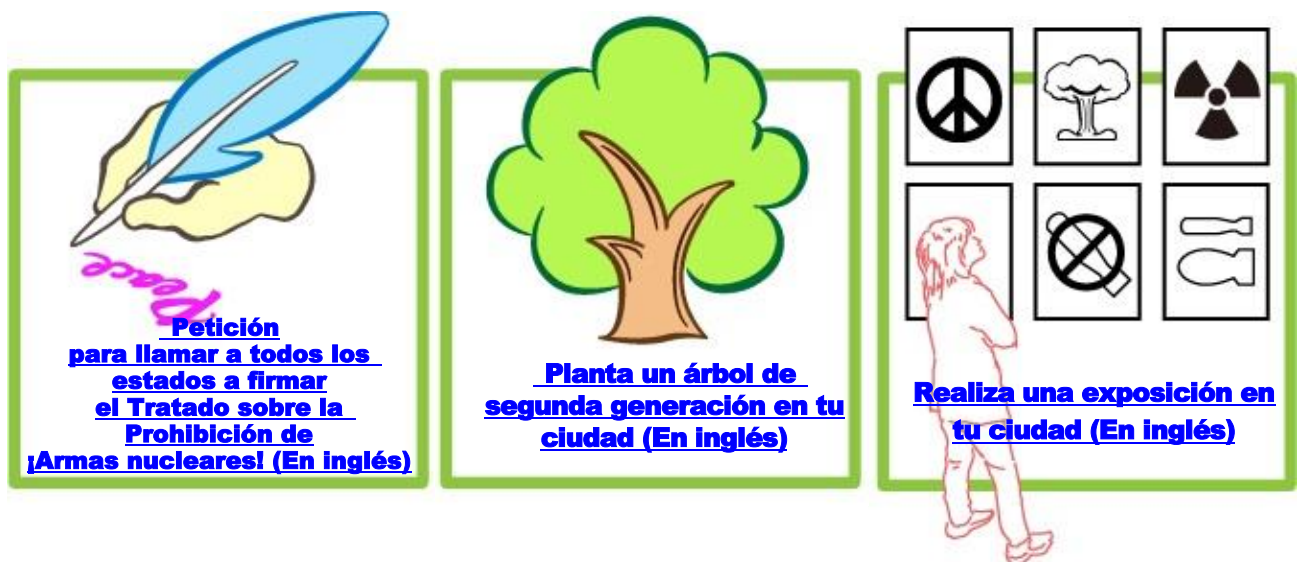 Peace
Petición
para llamar a todos los
estados a firmar
el Tratado sobre la
Prohibición de
¡Armas nucleares! (En inglés)
Planta un árbol de
segunda generación en tu
ciudad (En inglés)
Realiza una exposición en
tu ciudad (En inglés)